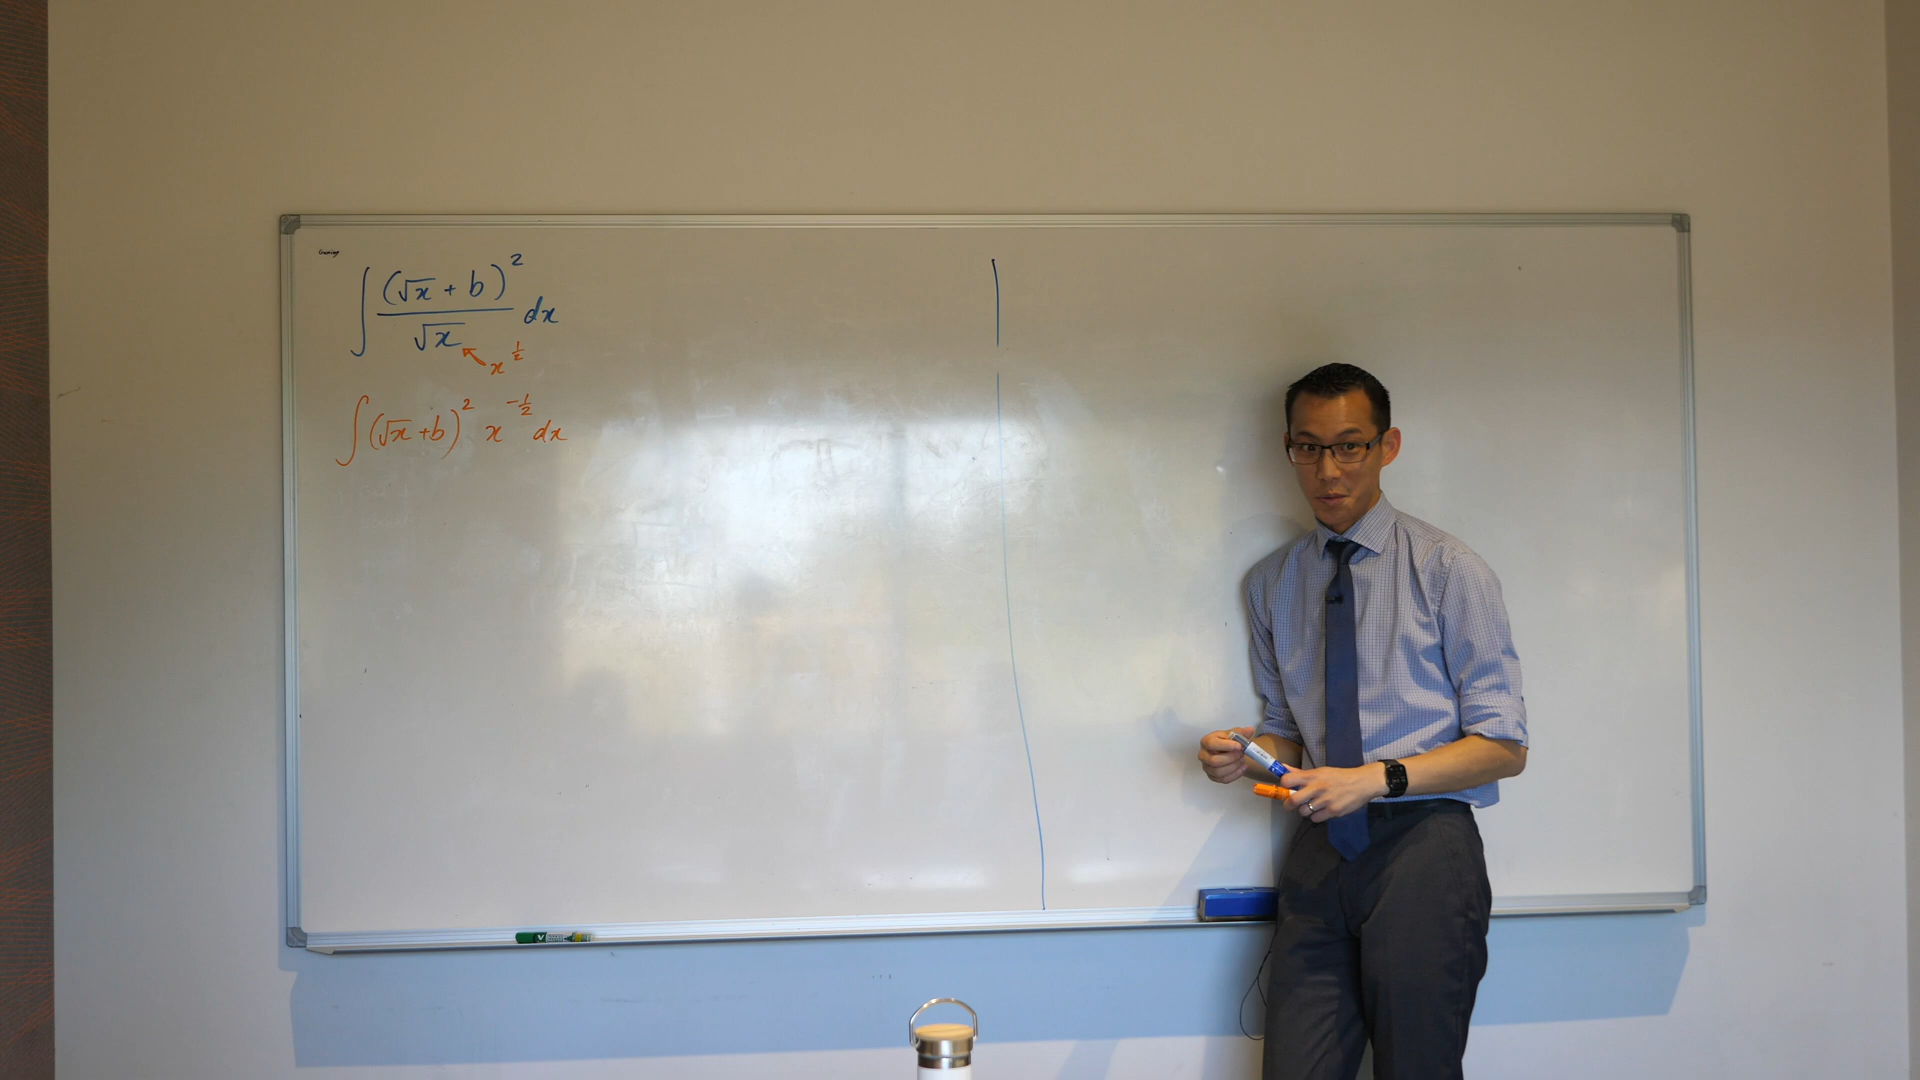 ∫ (√x + b)² / √x dx
x^(1/2)
∫ (√x + b)² x^(-1/2) dx